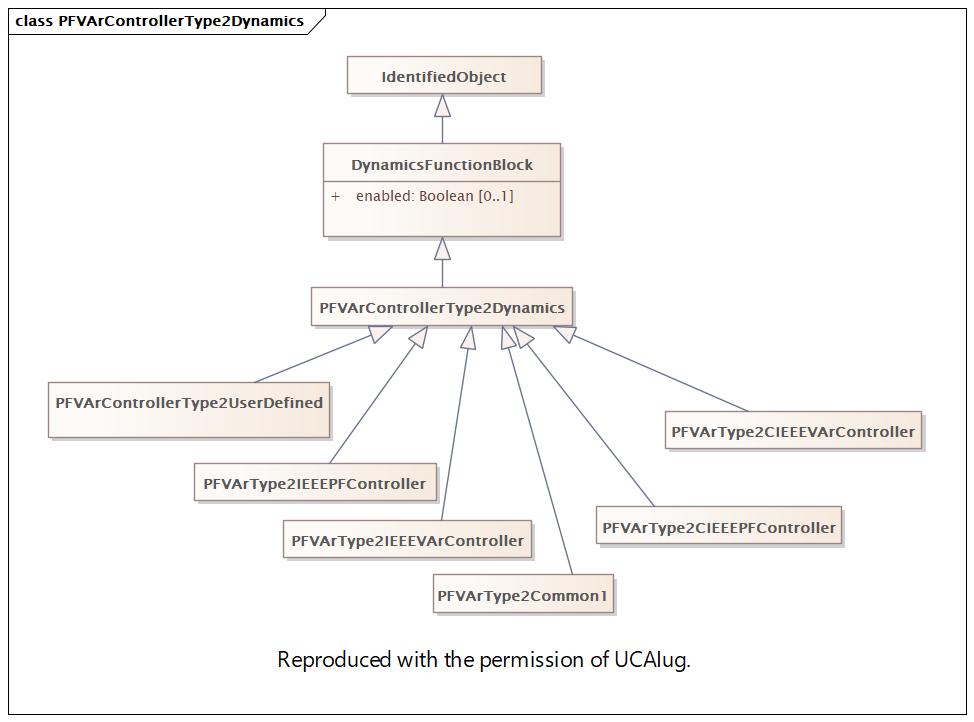 class PFVArControllerType2Dynamics
IdentifiedObject
DynamicsFunctionBlock
+ enabled: Boolean [0..1]
PFVArControllerType2Dynamics
PFVArControllerType2UserDefined
PFVArType2CIEEEVArController
PFVArType2IEEEPFController
PFVArType2CIEEEPFController
PFVArType2IEEEVArController
PFVArType2Common1
Reproduced with the permission of UCAIug.